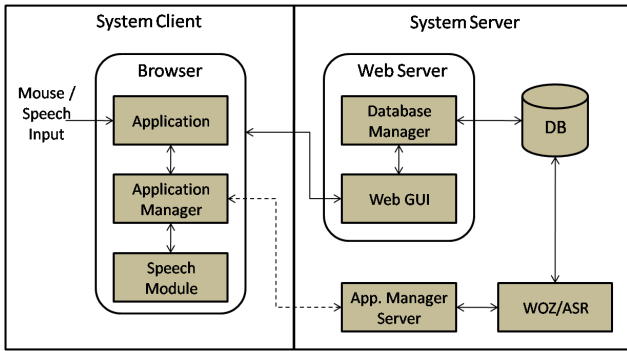 System Client
System Server
Browser
Web Server
Mouse /
Speech
Input
Application
Application
Manager
Speech
Module
Database
Manager
Web GUI
DB
App. Manager
Server
WOZ/ASR